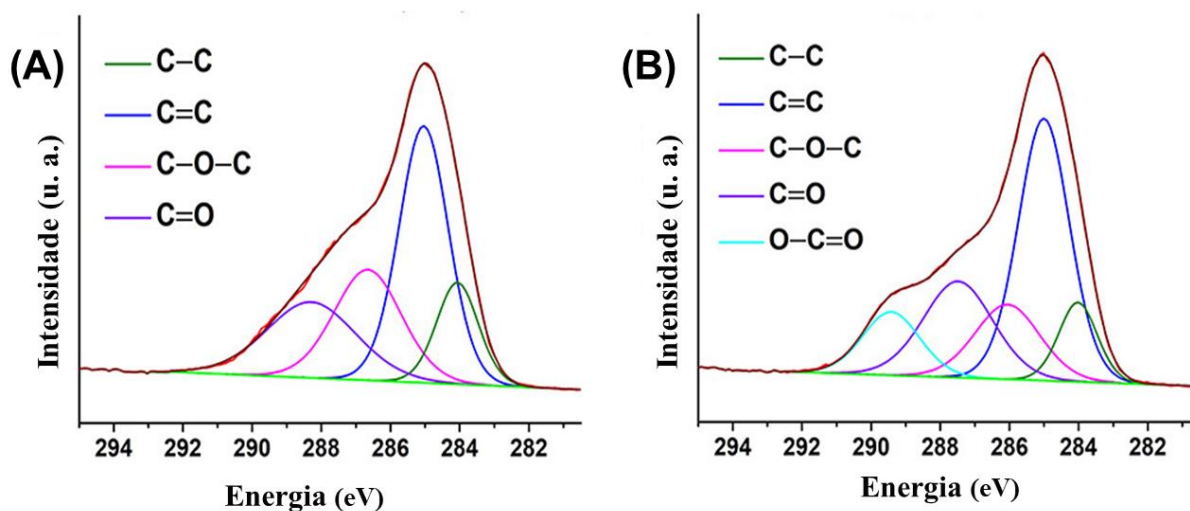 (A)
C–C
C=C
C–O–C
C=O
Intensidade (u. a.)
294 292 290 288 286 284 282
Energia (eV)
(B)
C–C
C=C
C–O–C
C=O
O–C=O
Intensidade (u. a.)
294 292 290 288 286 284 282
Energia (eV)